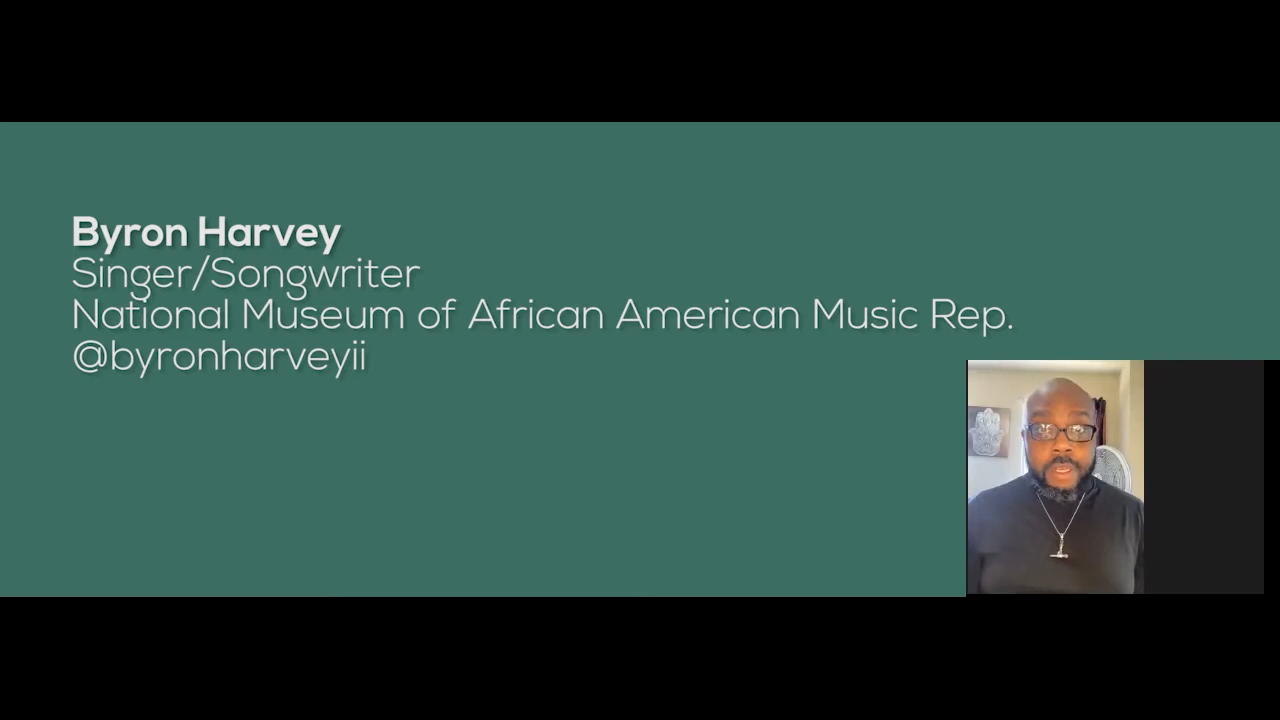 Byron Harvey
Singer/Songwriter
National Museum of African American Music Rep.
@byronharveyii